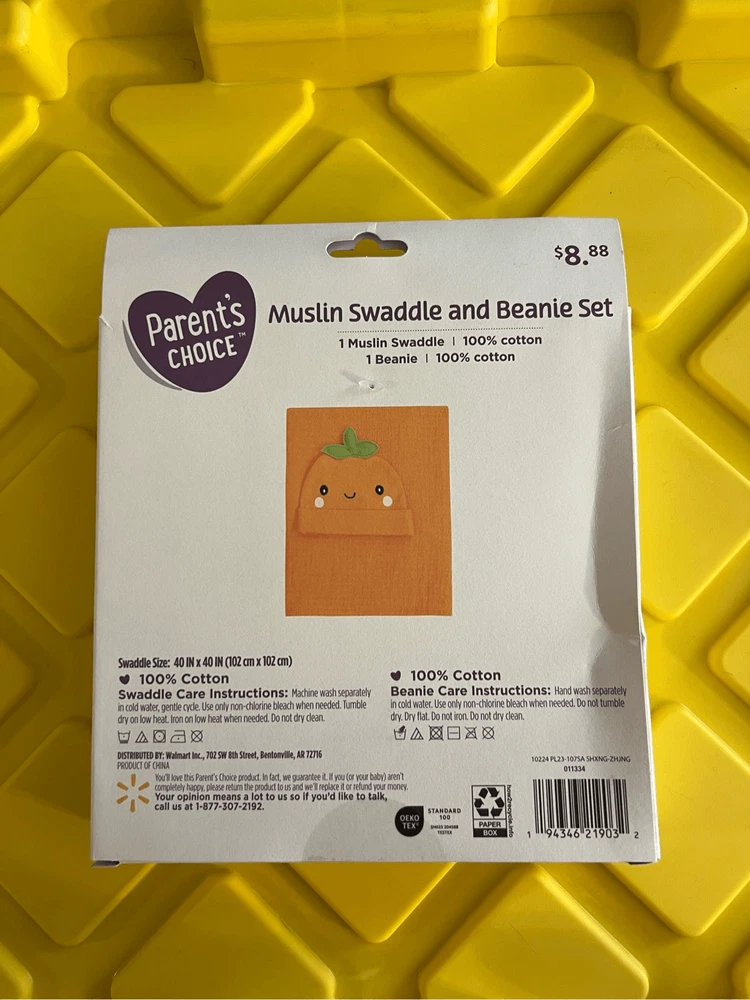 $8.88
Parent's
CHOICE™
Muslin Swaddle and Beanie Set
1 Muslin Swaddle | 100% cotton
1 Beanie | 100% cotton
Swaddle Size: 40 IN x 40 IN (102 cm x 102 cm)
100% Cotton
Swaddle Care Instructions: Machine wash separately
in cold water, gentle cycle. Use only non-chlorine bleach when needed. Tumble
dry on low heat. Iron on low heat when needed. Do not dry clean.
100% Cotton
Beanie Care Instructions: Hand wash separately
in cold water. Use only non-chlorine bleach when needed. Do not tumble
dry. Dry flat. Do not iron. Do not dry clean.
DISTRIBUTED BY: Walmart Inc., 702 SW 8th Street, Bentonville, AR 72716
PRODUCT OF CHINA
You'll love this Parent's Choice product. In fact, we guarantee it. If you (or your baby) aren't
completely happy, please return the product to us and we'll replace it or refund your money.
Your opinion means a lot to us so if you'd like to talk,
call us at 1-877-307-2192.
OEKO
TEX®
STANDARD
100
TESTEX
PAPER
BOX
how2recycle.info
10224 PL23-107SA SHXNG-ZHJNG
011334
1 94346 21903 2